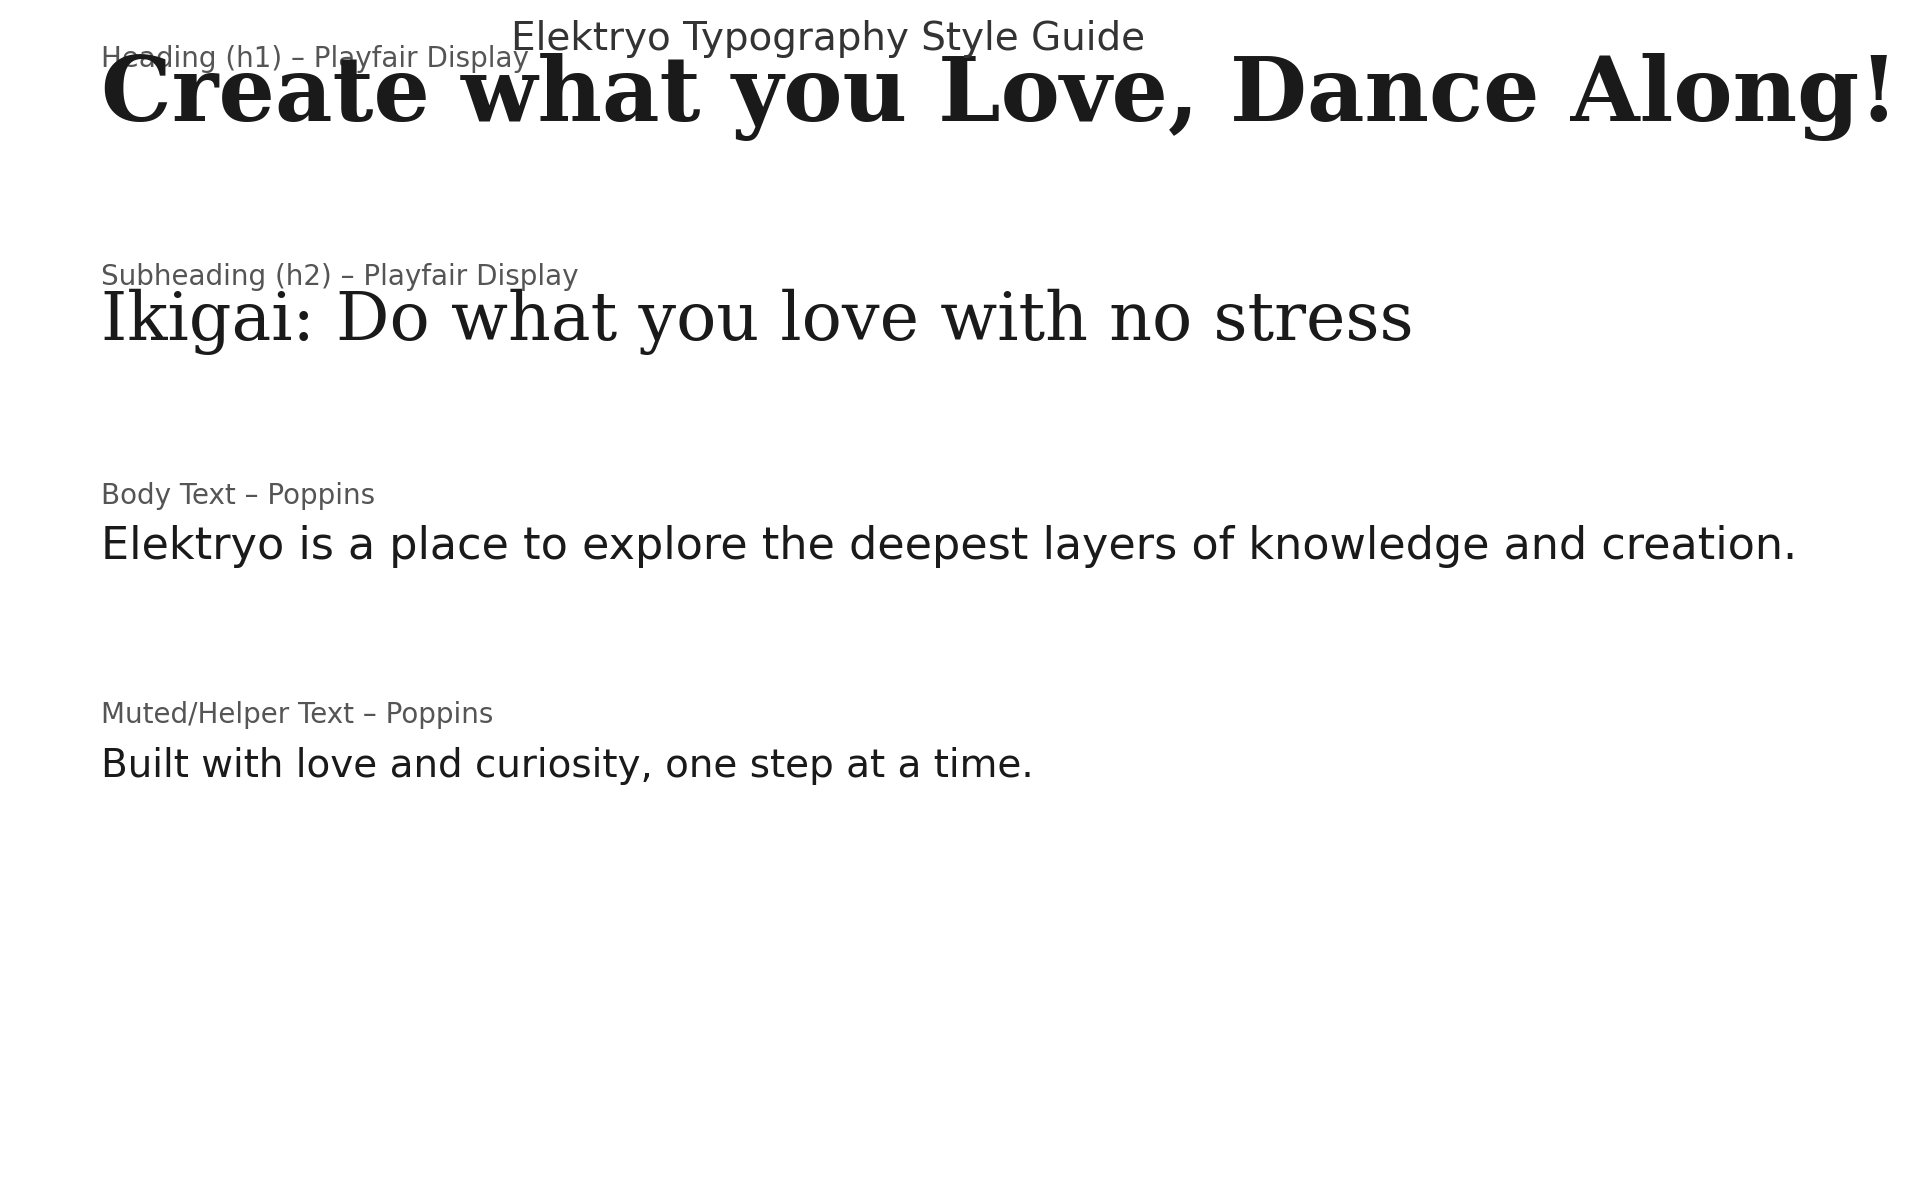 Elektryo Typography Style Guide
Heading (h1) – Playfair Display
Create what you Love, Dance Along!
Subheading (h2) – Playfair Display
Ikigai: Do what you love with no stress
Body Text – Poppins
Elektryo is a place to explore the deepest layers of knowledge and creation.
Muted/Helper Text – Poppins
Built with love and curiosity, one step at a time.